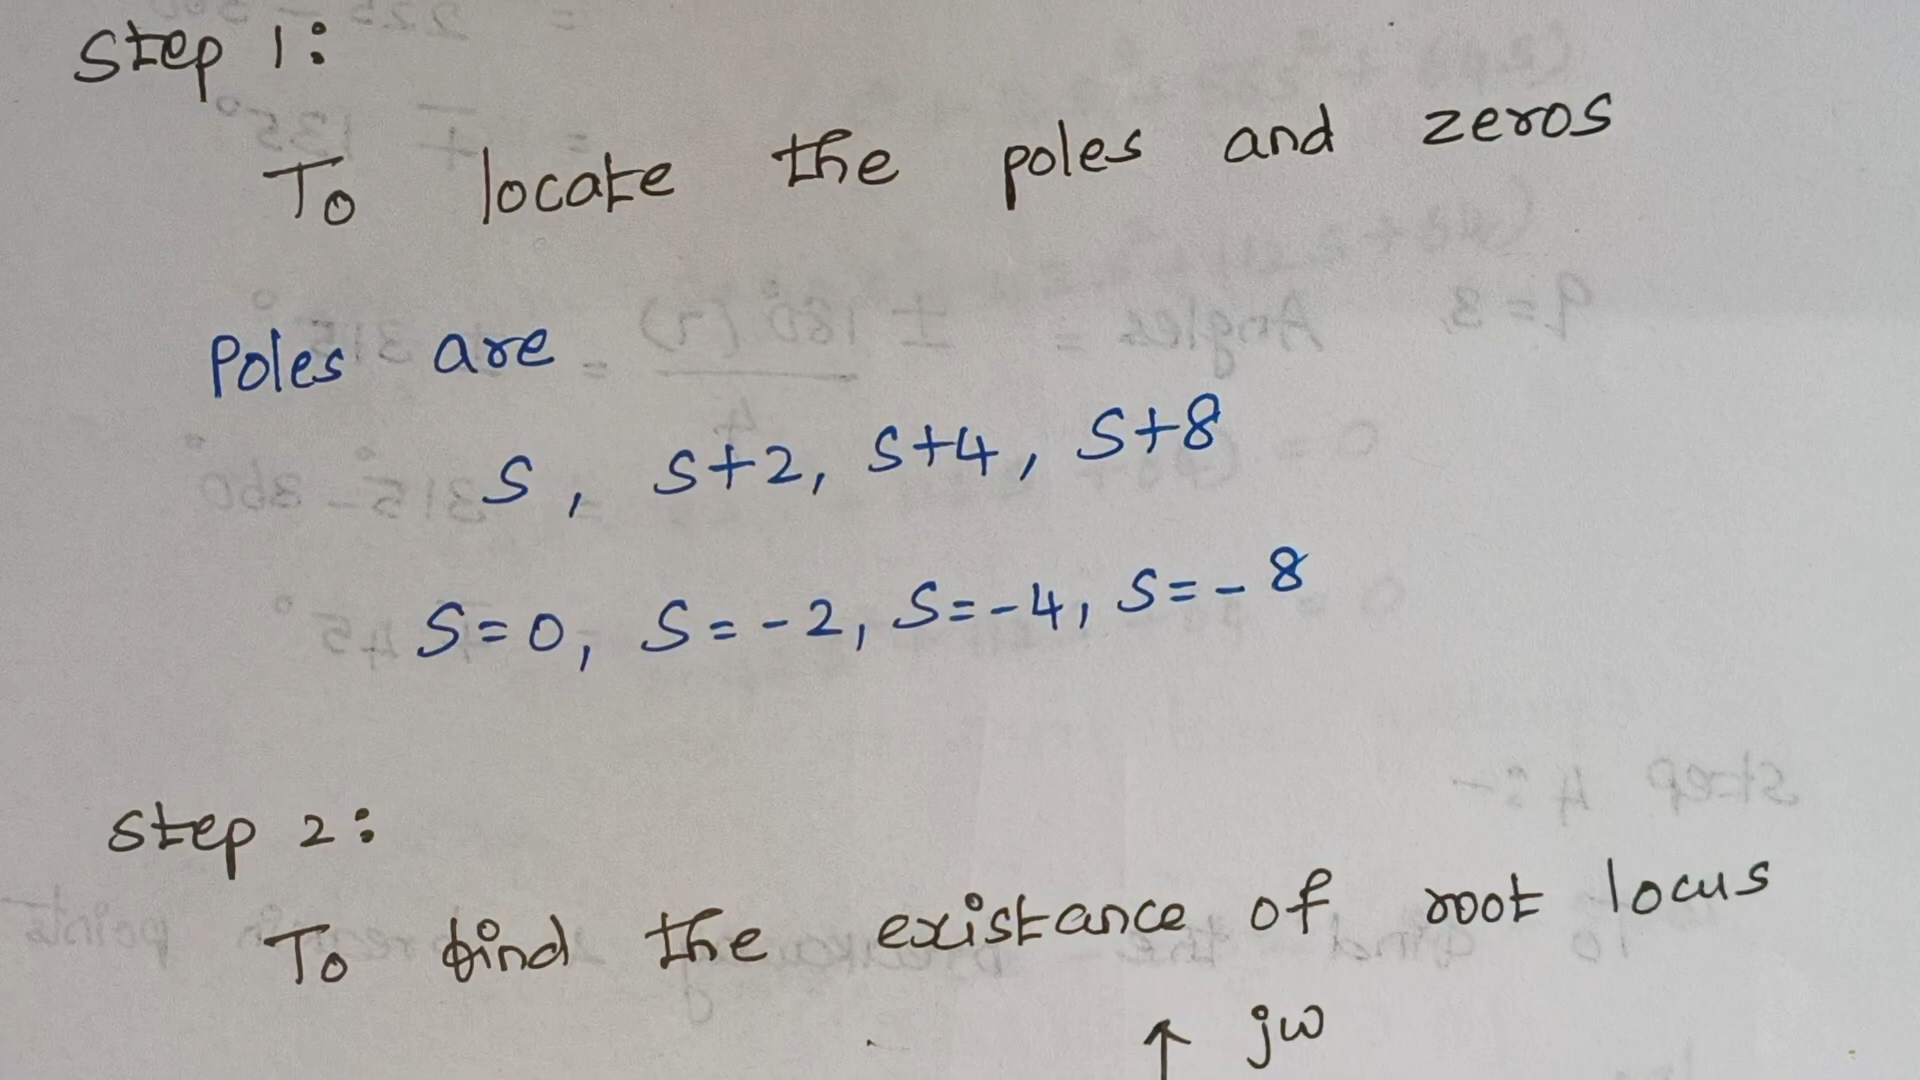 Step 1:
To locate the poles and zeros
Poles are
S, S+2, S+4, S+8
S=0, S=-2, S=-4, S=-8
Step 2:
To find the existance of root locus
↑ jω